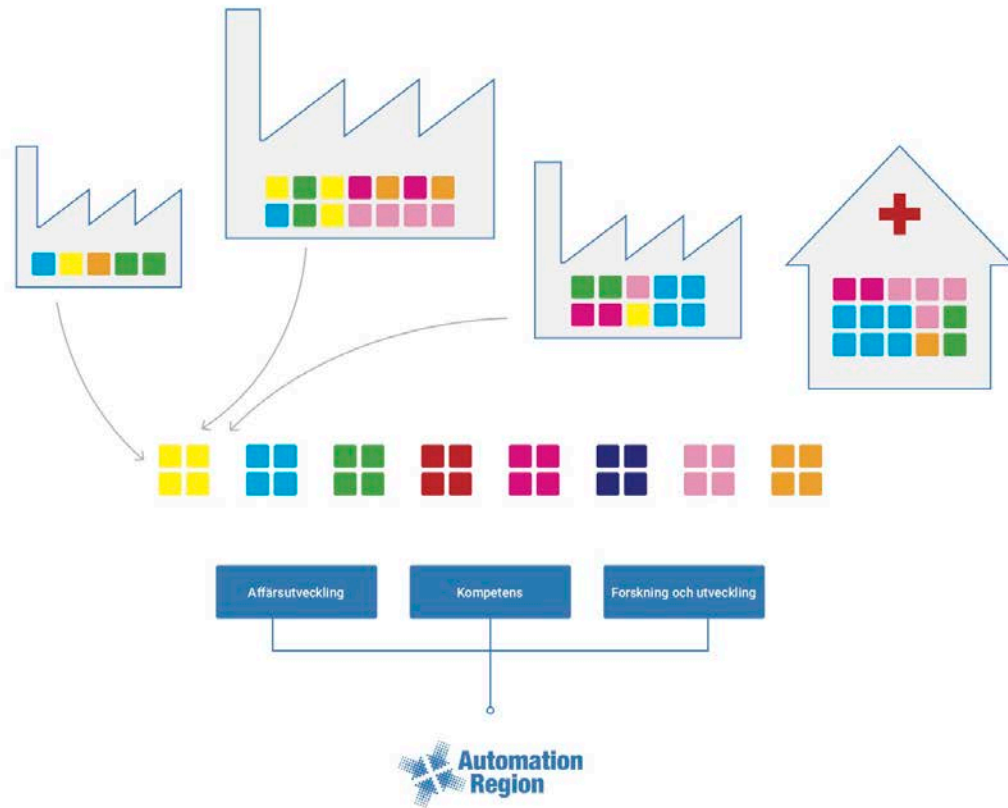 Affärsutveckling
Kompetens
Forskning och utveckling
Automation
Region